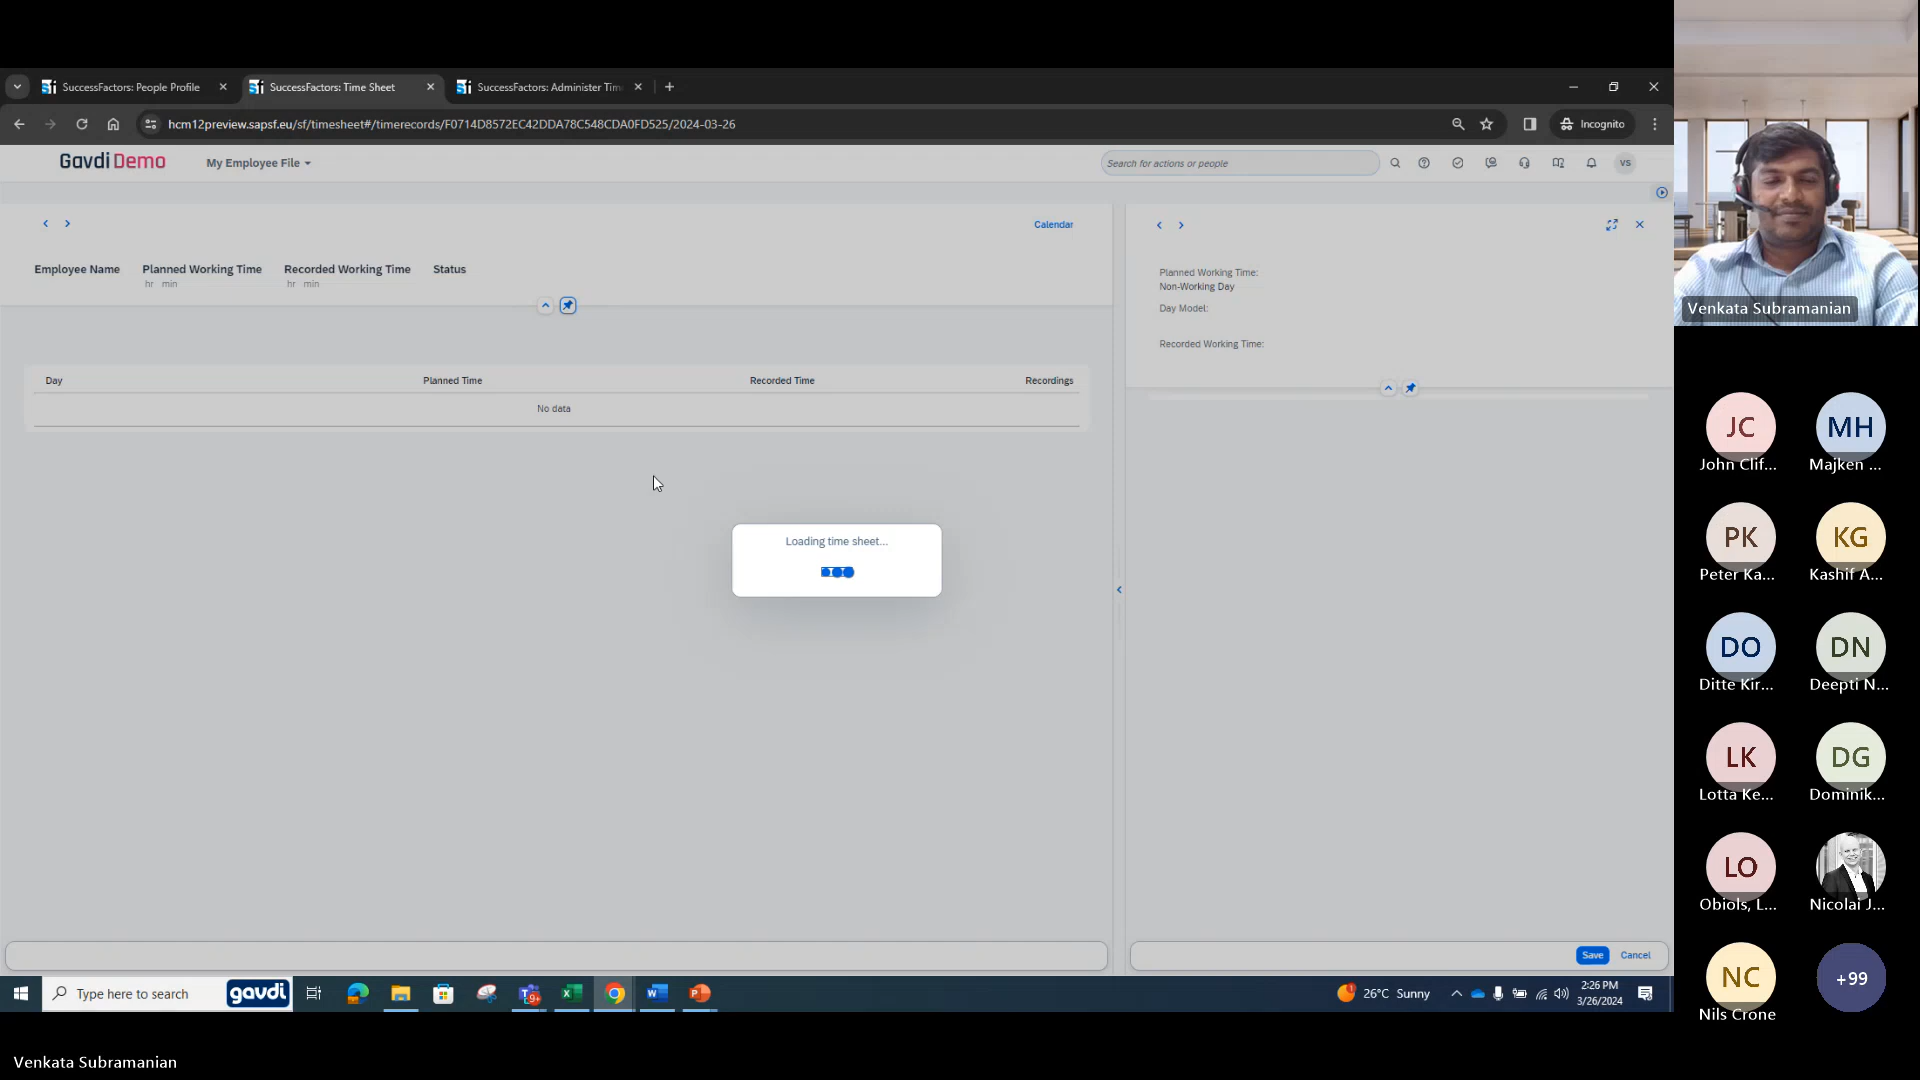 SuccessFactors: People Profile
SuccessFactors: Time Sheet
SuccessFactors: Administer Tim
hcm12preview.sapsf.eu/sf/timesheet#/timerecords/F0714D8572EC42DDA78C548CDA0FD525/2024-03-26
Incognito
Gavdi Demo
My Employee File
Search for actions or people
VS
Calendar
Employee Name
Planned Working Time
Recorded Working Time
Status
hr min
hr min
Day
Planned Time
Recorded Time
Recordings
No data
Loading time sheet...
Planned Working Time:
Non-Working Day
Day Model:
Recorded Working Time:
Save
Cancel
Type here to search
gavdi
9+
26°C Sunny
2:26 PM
3/26/2024
Venkata Subramanian
JC
John Clif...
MH
Majken ...
PK
Peter Ka...
KG
Kashif A...
DO
Ditte Kir...
DN
Deepti N...
LK
Lotta Ke...
DG
Dominik...
LO
Obiols, L...
Nicolai J...
NC
Nils Crone
+99
Venkata Subramanian